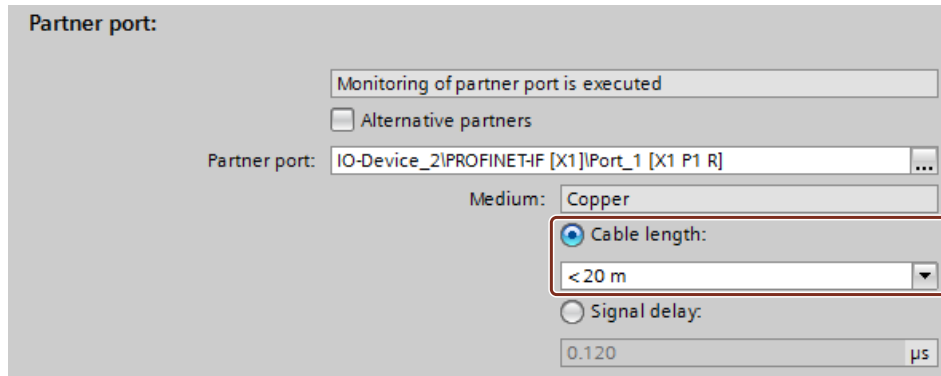 Partner port:
Monitoring of partner port is executed
Alternative partners
Partner port: IO-Device_2\PROFINET-IF [X1]\Port_1 [X1 P1 R] ...
Medium: Copper
Cable length:
< 20 m
Signal delay:
0.120 µs